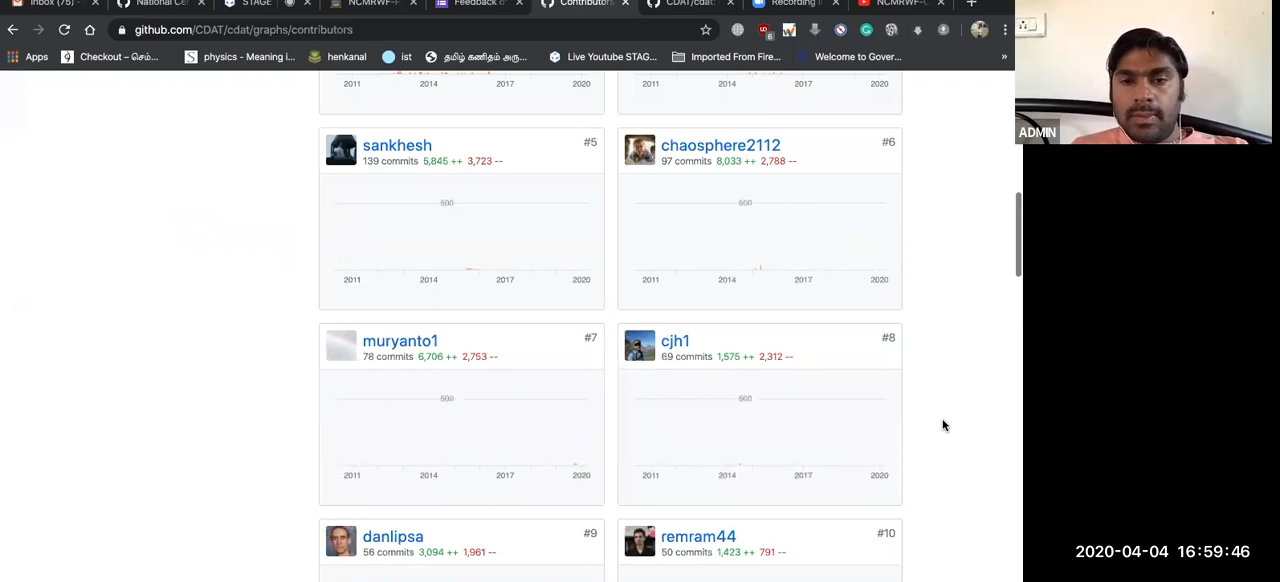 Inbox (75) - National Cer STAGE NCMRWF-P Feedback o Contributors CDAT/cdat: Recording i NCMRWF-
github.com/CDAT/cdat/graphs/contributors
6
Apps Checkout – செம்... physics - Meaning i... henkanal ist தமிழ் கணிதம் அரு... Live Youtube STAG... Imported From Fire... Welcome to Gover... »
2011 2014 2017 2020 2011 2014 2017 2020
sankhesh #5
139 commits 5,845 ++ 3,723 --
500
2011 2014 2017 2020
chaosphere2112 #6
97 commits 8,033 ++ 2,788 --
500
2011 2014 2017 2020
muryanto1 #7
78 commits 6,706 ++ 2,753 --
500
2011 2014 2017 2020
cjh1 #8
69 commits 1,575 ++ 2,312 --
500
2011 2014 2017 2020
danlipsa #9
56 commits 3,094 ++ 1,961 --
remram44 #10
50 commits 1,423 ++ 791 --
ADMIN
2020-04-04 16:59:46